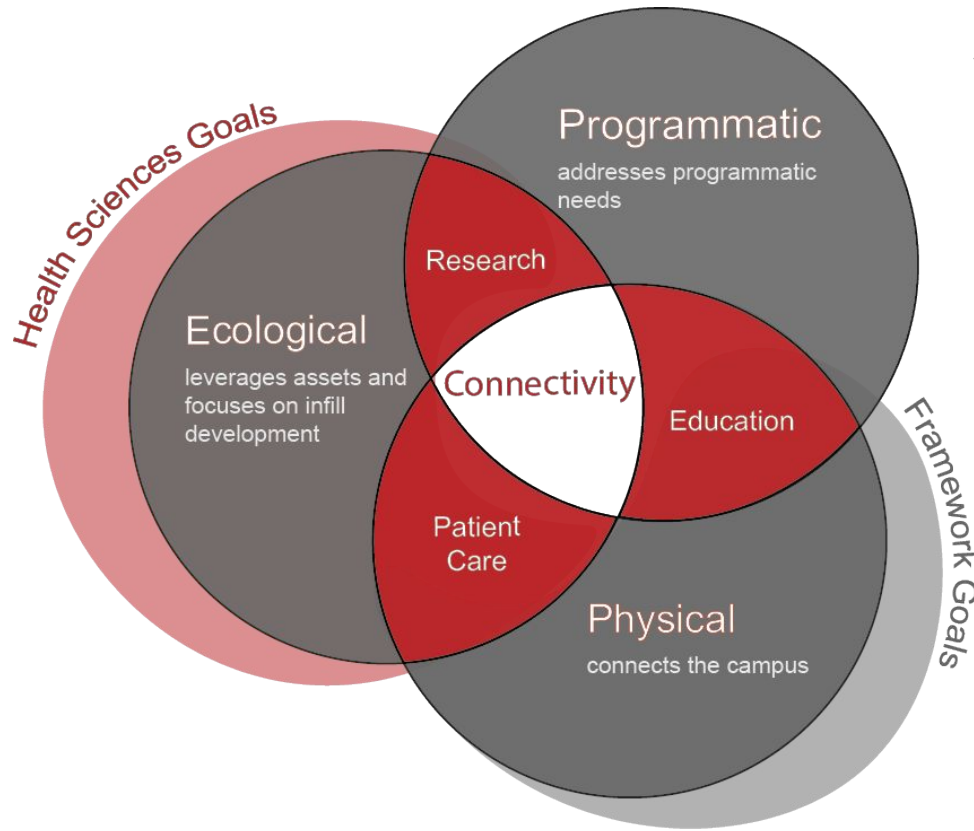 Health Sciences Goals
Programmatic
addresses programmatic
needs
Research
Ecological
leverages assets and
focuses on infill
development
Connectivity
Education
Framework Goals
Patient
Care
Physical
connects the campus